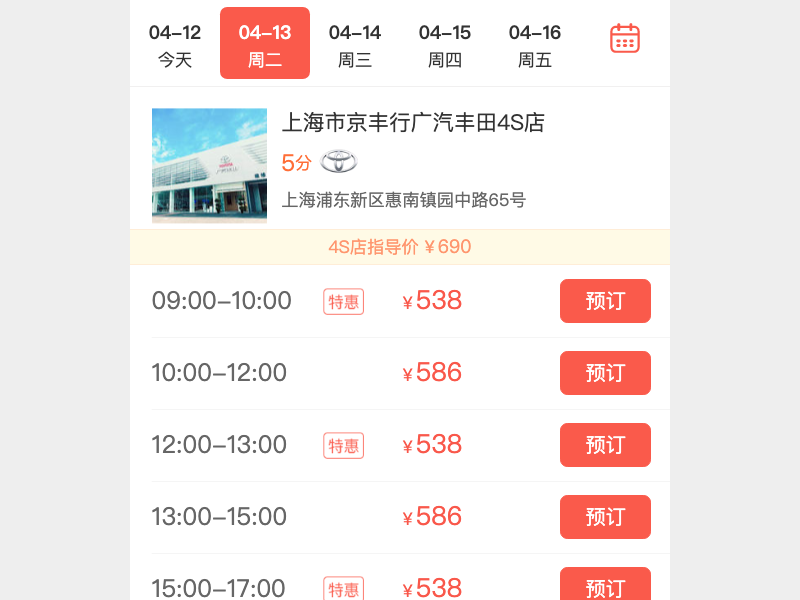 04-12 04-13 04-14 04-15 04-16
今天 周二 周三 周四 周五
上海市京丰行广汽丰田4S店
5分
上海浦东新区惠南镇园中路65号
4S店指导价 ¥690
09:00-10:00 特惠 ¥538 预订
10:00-12:00 ¥586 预订
12:00-13:00 特惠 ¥538 预订
13:00-15:00 ¥586 预订
15:00-17:00 特惠 ¥538 预订